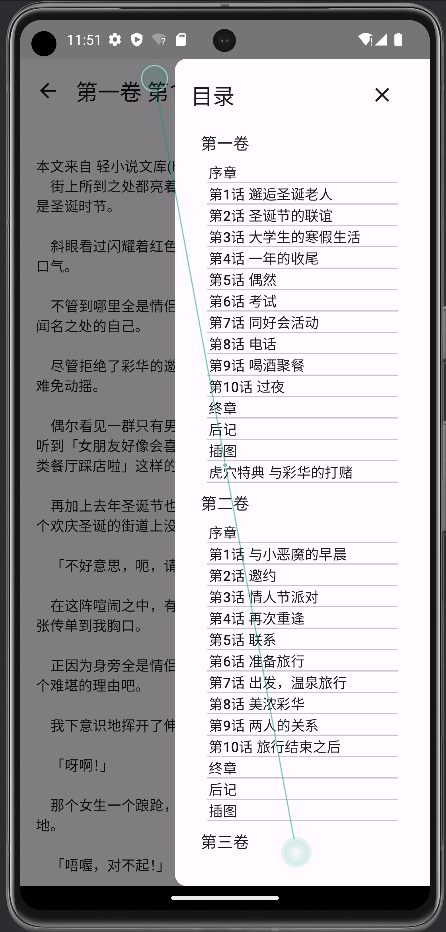 11:51
第一卷 第1
目录
本文来自 轻小说文库(
街上所到之处都亮着
是圣诞时节。
斜眼看过闪耀着红色
口气。
不管到哪里全是情侣
闻名之处的自己。
尽管拒绝了彩华的邀
难免动摇。
偶尔看见一群只有男
听到「女朋友好像会喜
类餐厅踩店啦」这样的
再加上去年圣诞节也
个欢庆圣诞的街道上没
「不好意思，呃，请
在这阵喧闹之中，有
张传单到我胸口。
正因为身旁全是情侣
个难堪的理由吧。
我下意识地挥开了伸
「呀啊!」
那个女生一个踉跄，
地。
「唔喔，对不起!」
第一卷
序章
第1话 邂逅圣诞老人
第2话 圣诞节的联谊
第3话 大学生的寒假生活
第4话 一年的收尾
第5话 偶然
第6话 考试
第7话 同好会活动
第8话 电话
第9话 喝酒聚餐
第10话 过夜
终章
后记
插图
虎穴特典 与彩华的打赌
第二卷
序章
第1话 与小恶魔的早晨
第2话 邀约
第3话 情人节派对
第4话 再次重逢
第5话 联系
第6话 准备旅行
第7话 出发，温泉旅行
第8话 美浓彩华
第9话 两人的关系
第10话 旅行结束之后
终章
后记
插图
第三卷